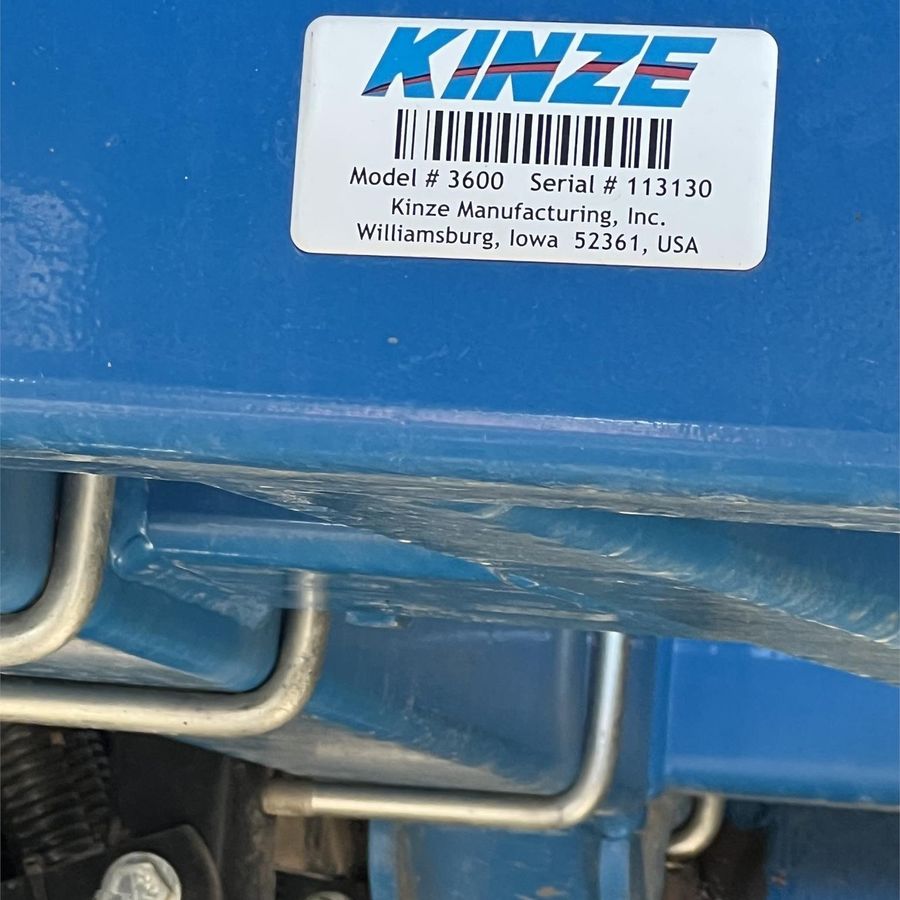 KINZE
Model # 3600 Serial # 113130
Kinze Manufacturing, Inc.
Williamsburg, Iowa 52361, USA